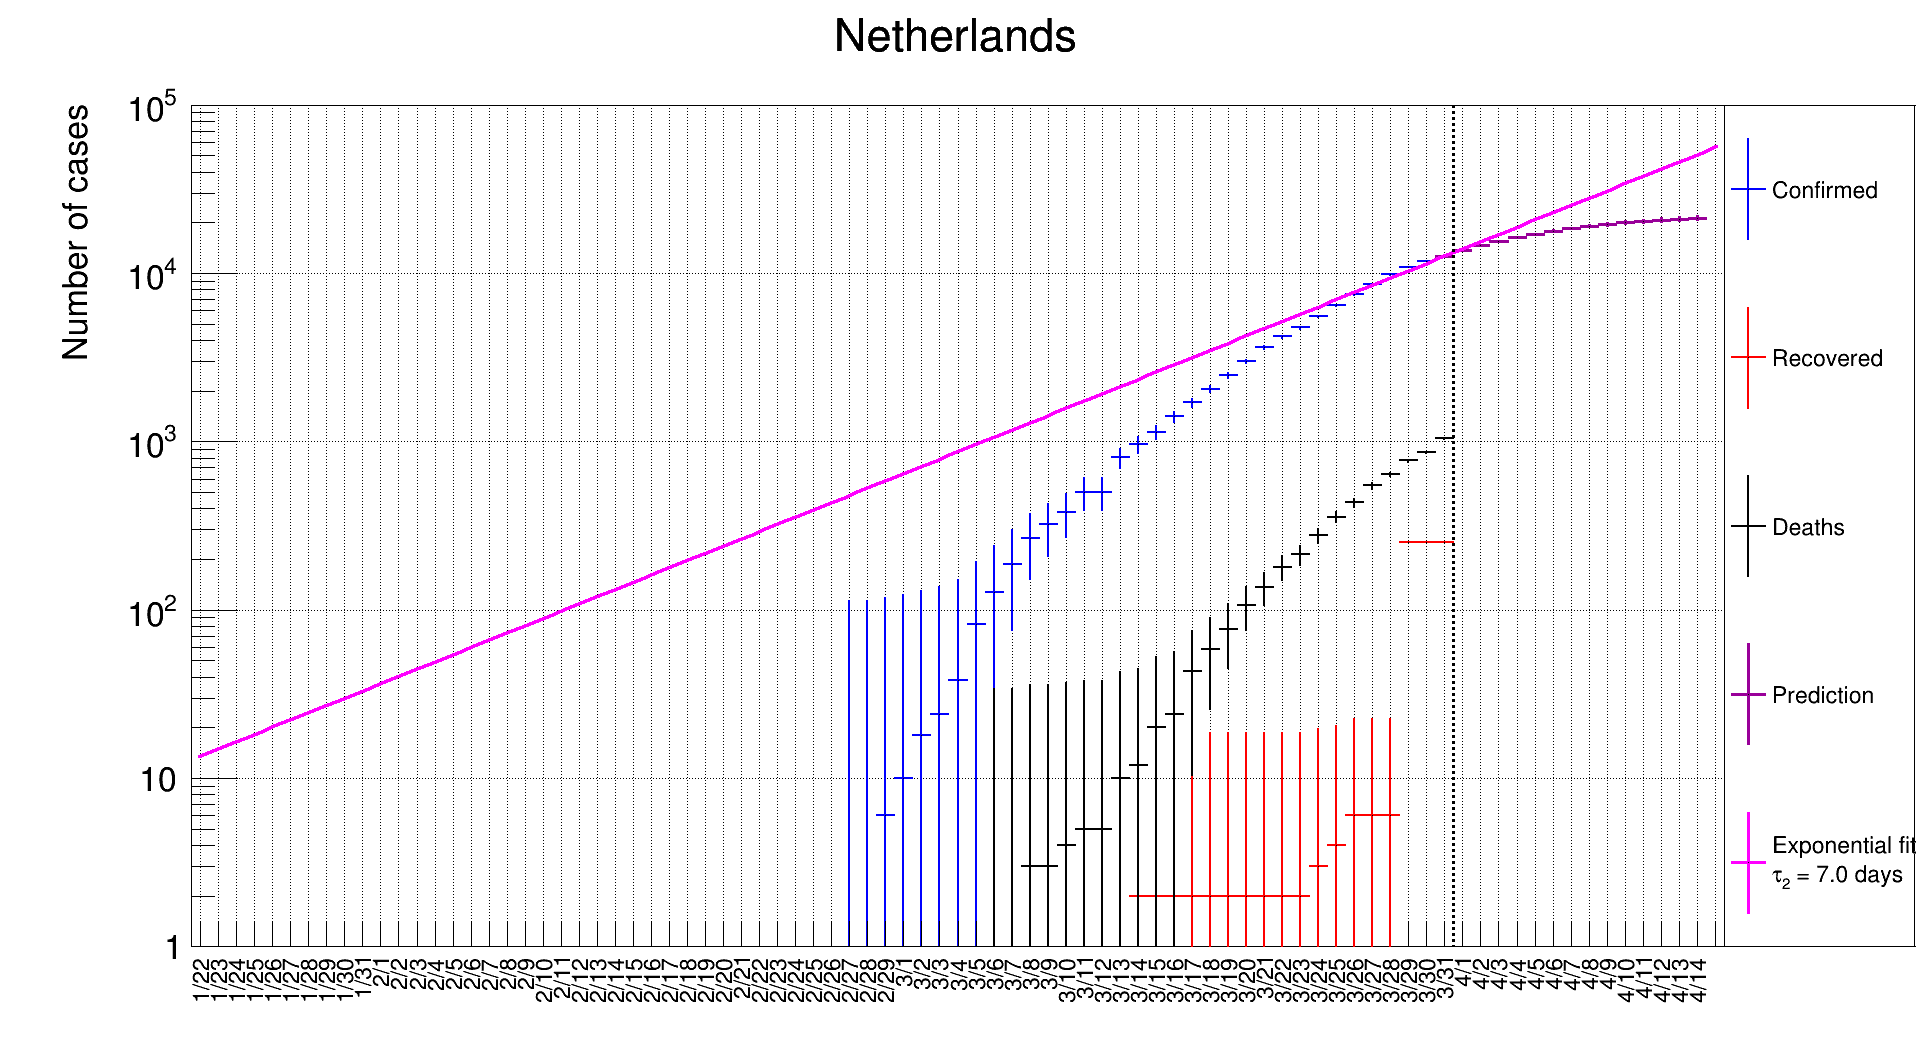 Netherlands
Number of cases
10^5
10^4
10^3
10^2
10
1
1/22 1/23 1/24 1/25 1/26 1/27 1/28 1/29 1/30 1/31 2/1 2/2 2/3 2/4 2/5 2/6 2/7 2/8 2/9 2/10 2/11 2/12 2/13 2/14 2/15 2/16 2/17 2/18 2/19 2/20 2/21 2/22 2/23 2/24 2/25 2/26 2/27 2/28 2/29 3/1 3/2 3/3 3/4 3/5 3/6 3/7 3/8 3/9 3/10 3/11 3/12 3/13 3/14 3/15 3/16 3/17 3/18 3/19 3/20 3/21 3/22 3/23 3/24 3/25 3/26 3/27 3/28 3/29 3/30 3/31 4/1 4/2 4/3 4/4 4/5 4/6 4/7 4/8 4/9 4/10 4/11 4/12 4/13 4/14
Confirmed
Recovered
Deaths
Prediction
Exponential fit
τ₂ = 7.0 days